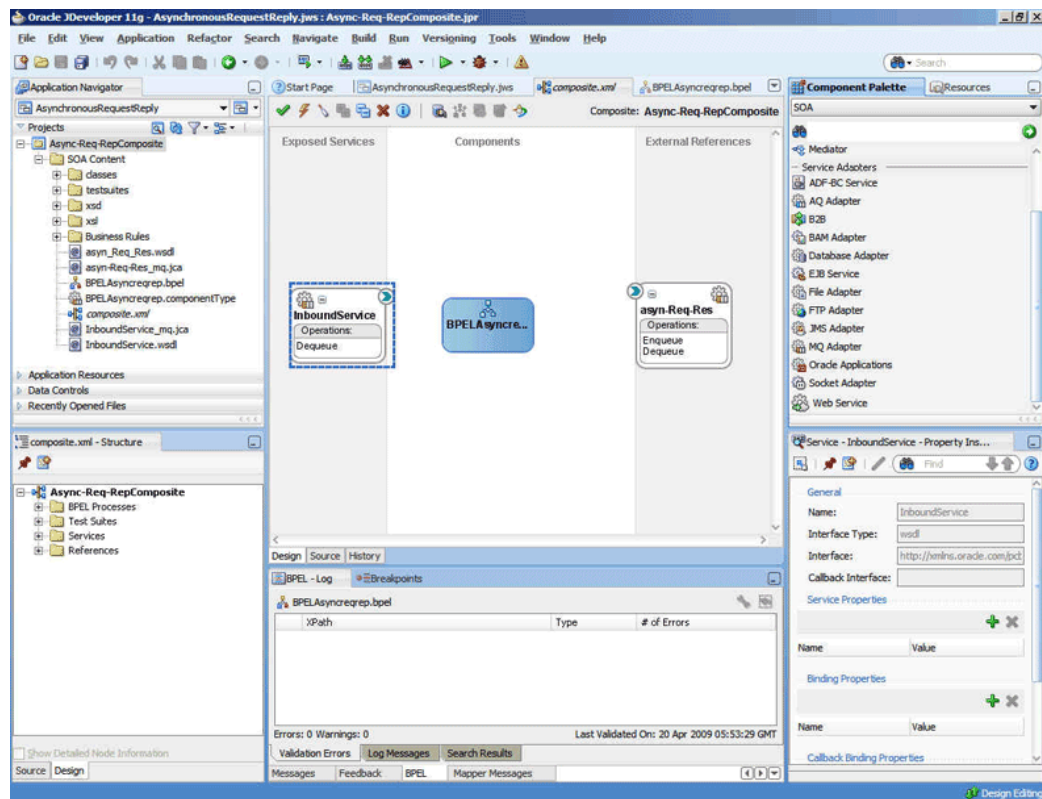 Oracle JDeveloper 11g - AsynchronousRequestReply.jws : Async-Req-RepComposite.jpr
File Edit View Application Refactor Search Navigate Build Run Versioning Tools Window Help
Search
Application Navigator
AsynchronousRequestReply
Projects
Async-Req-RepComposite
SOA Content
classes
testsuites
xsd
xsl
Business Rules
asyn_Req_Res.wsdl
asyn-Req-Res_mq.jca
BPELAsyncreqrep.bpel
BPELAsyncreqrep.componentType
composite.xml
InboundService_mq.jca
InboundService.wsdl
Application Resources
Data Controls
Recently Opened Files
composite.xml - Structure
Async-Req-RepComposite
BPEL Processes
Test Suites
Services
References
Show Detailed Node Information
Source Design
Start Page AsynchronousRequestReply.jws composite.xml BPELAsyncreqrep.bpel
Composite: Async-Req-RepComposite
Exposed Services Components External References
InboundService
Operations:
Dequeue
BPELAsyncre...
asyn-Req-Res
Operations:
Enqueue
Dequeue
Design Source History
BPEL - Log Breakpoints
BPELAsyncreqrep.bpel
XPath Type # of Errors
Errors: 0 Warnings: 0 Last Validated On: 20 Apr 2009 05:53:29 GMT
Validation Errors Log Messages Search Results
Messages Feedback BPEL Mapper Messages
Component Palette Resources
SOA
Mediator
Service Adapters
ADF-BC Service
AQ Adapter
B2B
BAM Adapter
Database Adapter
EJB Service
File Adapter
FTP Adapter
JMS Adapter
MQ Adapter
Oracle Applications
Socket Adapter
Web Service
Service - InboundService - Property Ins...
Find
General
Name: InboundService
Interface Type: wsdl
Interface: http://xmlns.oracle.com/pcb
Callback Interface:
Service Properties
Name Value
Binding Properties
Name Value
Callback Binding Properties
Design Editing